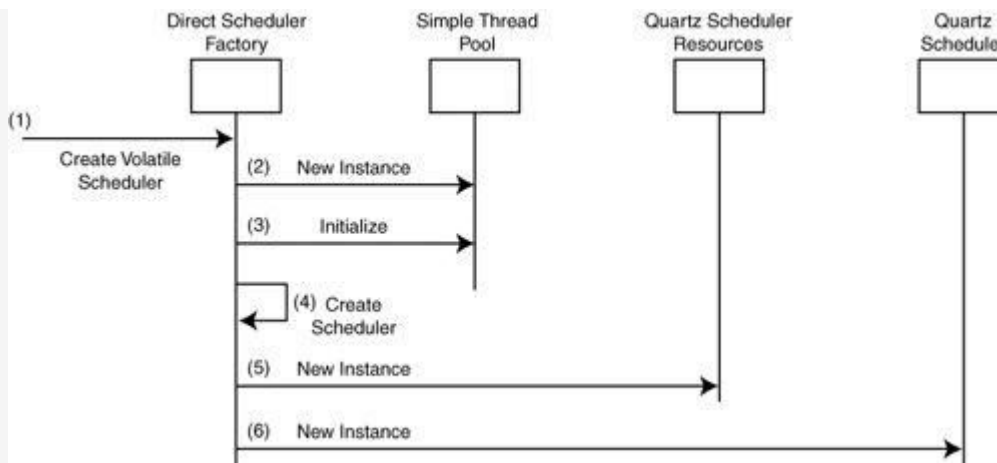 Direct Scheduler
Factory
Simple Thread
Pool
Quartz Scheduler
Resources
Quartz
Schedule
(1)
Create Volatile
Scheduler
(2) New Instance
(3) Initialize
(4) Create
Scheduler
(5) New Instance
(6) New Instance